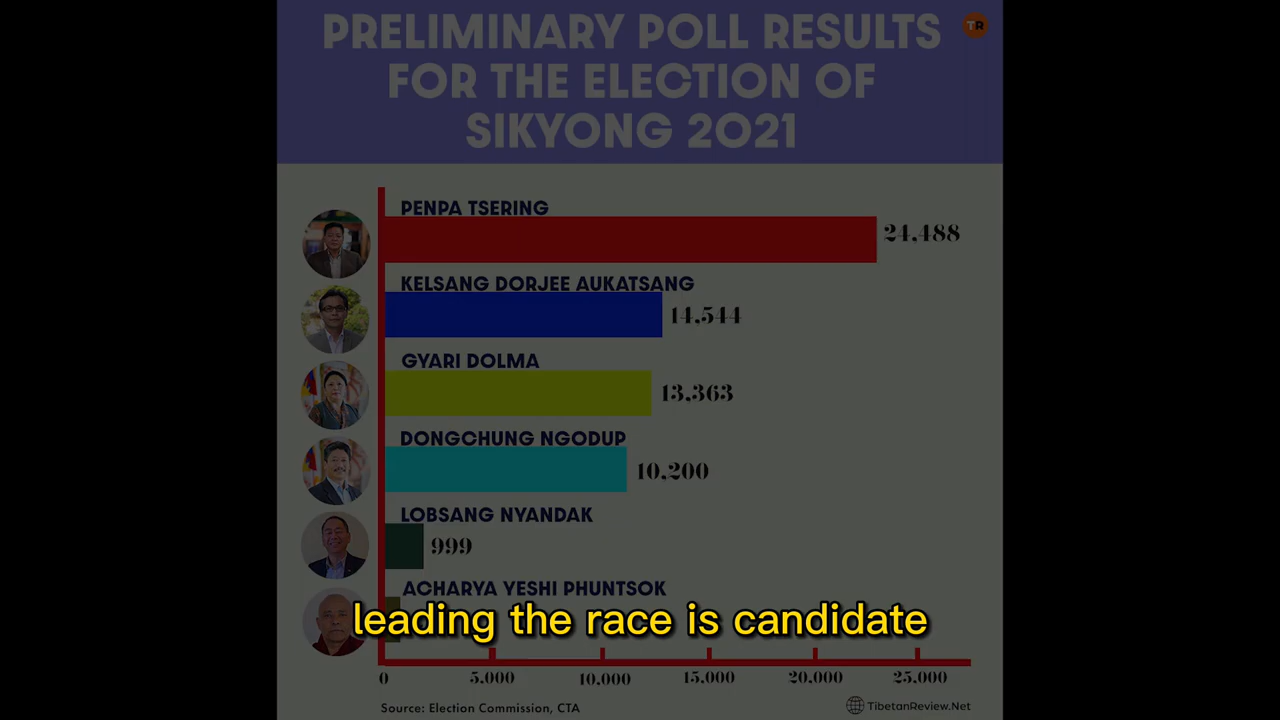 PRELIMINARY POLL RESULTS
FOR THE ELECTION OF
SIKYONG 2021
TR
PENPA TSERING
24,488
KELSANG DORJEE AUKATSANG
14,544
GYARI DOLMA
13,363
DONGCHUNG NGODUP
10,200
LOBSANG NYANDAK
999
ACHARYA YESHI PHUNTSOK
leading the race is candidate
0 5,000 10,000 15,000 20,000 25,000
Source: Election Commission, CTA
TibetanReview.Net